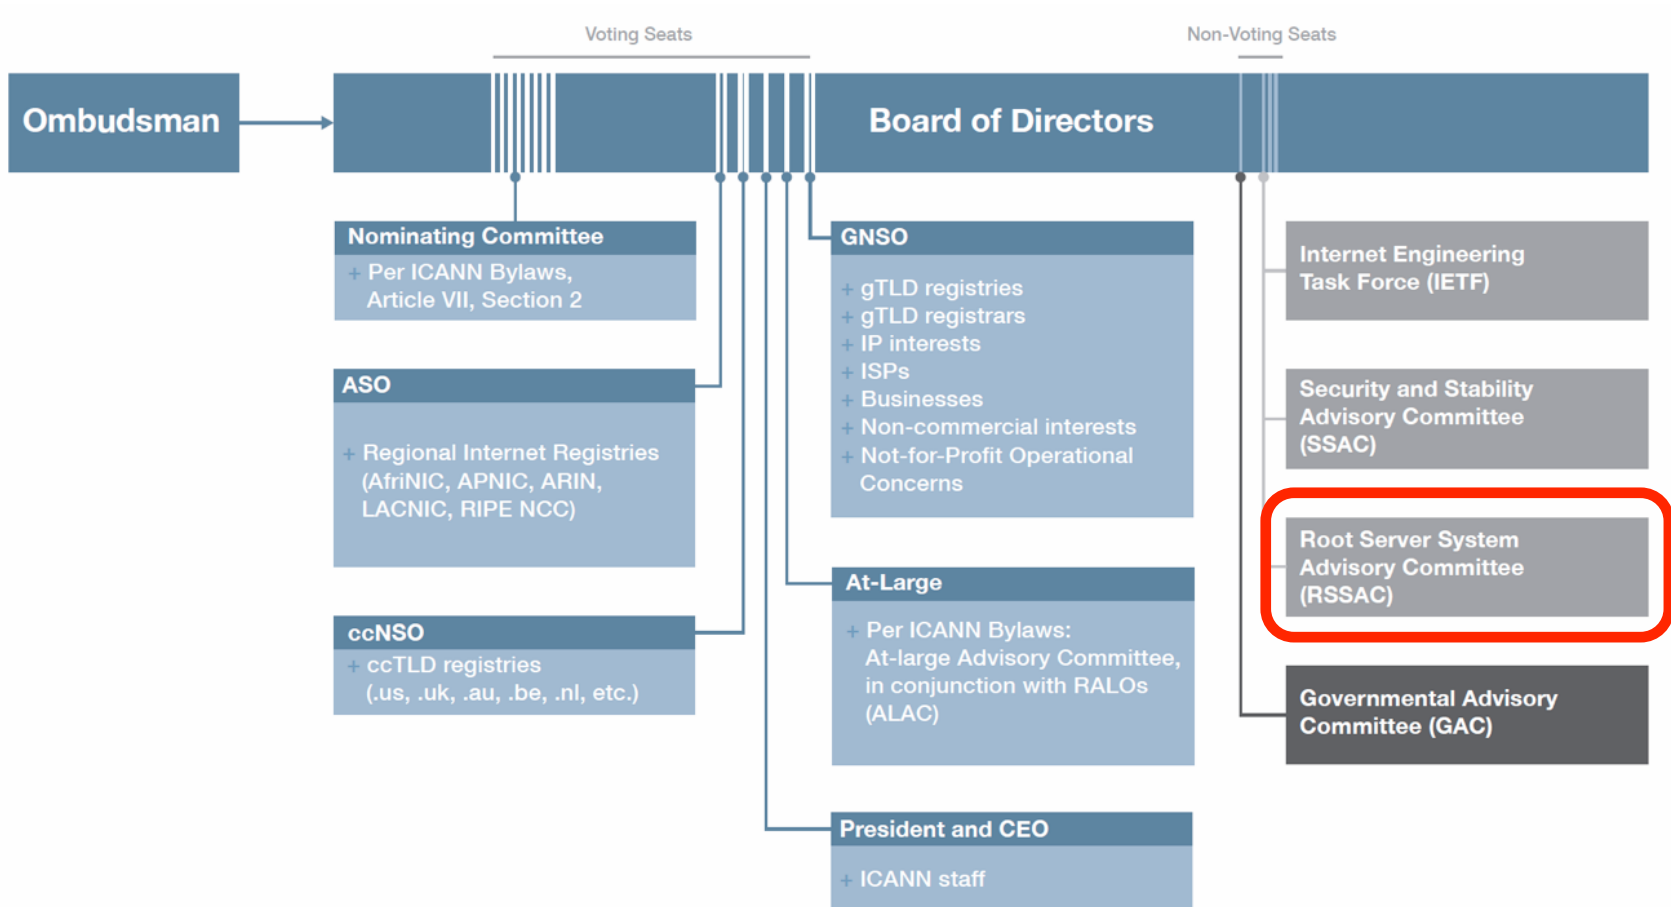 Voting Seats
Non-Voting Seats
Ombudsman
Board of Directors
Nominating Committee
+ Per ICANN Bylaws,
Article VII, Section 2
ASO
+ Regional Internet Registries
(AfriNIC, APNIC, ARIN,
LACNIC, RIPE NCC)
ccNSO
+ ccTLD registries
(.us, .uk, .au, .be, .nl, etc.)
GNSO
+ gTLD registries
+ gTLD registrars
+ IP interests
+ ISPs
+ Businesses
+ Non-commercial interests
+ Not-for-Profit Operational
Concerns
At-Large
+ Per ICANN Bylaws:
At-large Advisory Committee,
in conjunction with RALOs
(ALAC)
President and CEO
+ ICANN staff
Internet Engineering
Task Force (IETF)
Security and Stability
Advisory Committee
(SSAC)
Root Server System
Advisory Committee
(RSSAC)
Governmental Advisory
Committee (GAC)